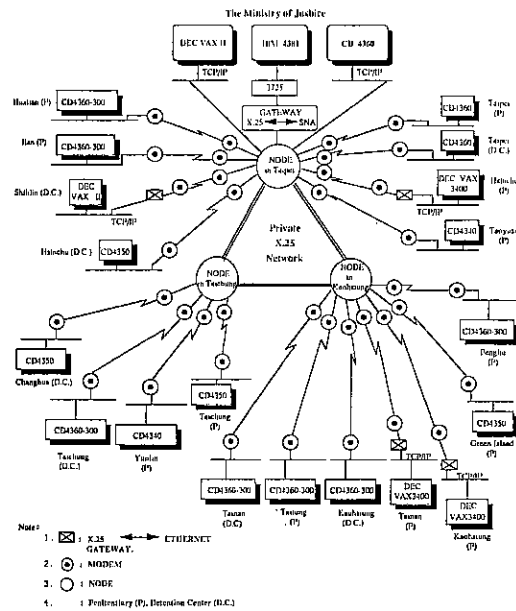 The Ministry of Justice
DEC VAX II
IBM 4381
CD 4360
TCP/IP
TCP/IP
3725
GATEWAY
X.25 SNA
Hualian (P)
CD4360-300
CD4360
Taipei
(P)
Ilan (P)
CD4360-300
CD4360
Taipei
(D.C.)
NODE
in Taipei
Shihlin (D.C.)
DEC
VAX II
TCP/IP
DEC VAX
3400
Hsinchu
(P)
TCP/IP
CD4340
Taoyuan
(P)
Hsinchu (D.C.)
CD4350
Private
X.25
Network
NODE
in Taichung
NODE
in
Kaohsiung
CD4360-300
Penghu
(P)
CD4350
Changhua (D.C.)
CD4350
Taichung
(P)
CD4350
Green Island
(P)
CD4360-300
Taichung
(D.C.)
CD4340
Yunlin
(P)
TCP/IP
TCP/IP
CD4360-300
Tainan
(D.C)
CD4360-300
Taitung
(P)
CD4360-300
Kaohsiung
(D.C.)
DEC
VAX3400
Tainan
(P)
DEC
VAX3400
Kaohsiung
(P)
Note:
1. : X.25 ETHERNET
GATEWAY.
2. : MODEM
3. : NODE
4. : Penitentiary (P), Detention Center (D.C.)